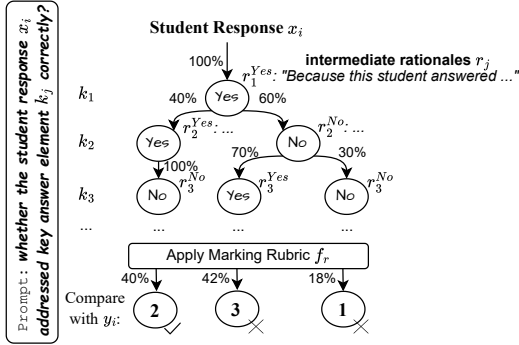 Prompt: whether the student response x_i
addressed key answer element k_j correctly?
Student Response x_i
100%
intermediate rationales r_j
r_1^{Yes}: "Because this student answered ..."
k_1
Yes
40%
60%
r_2^{Yes}: ...
r_2^{No}: ...
k_2
Yes
No
100%
70%
30%
r_3^{No}
r_3^{Yes}
r_3^{No}
k_3
No
Yes
No
...
...
...
...
Apply Marking Rubric f_r
40%
42%
18%
Compare
with y_i:
2
3
1